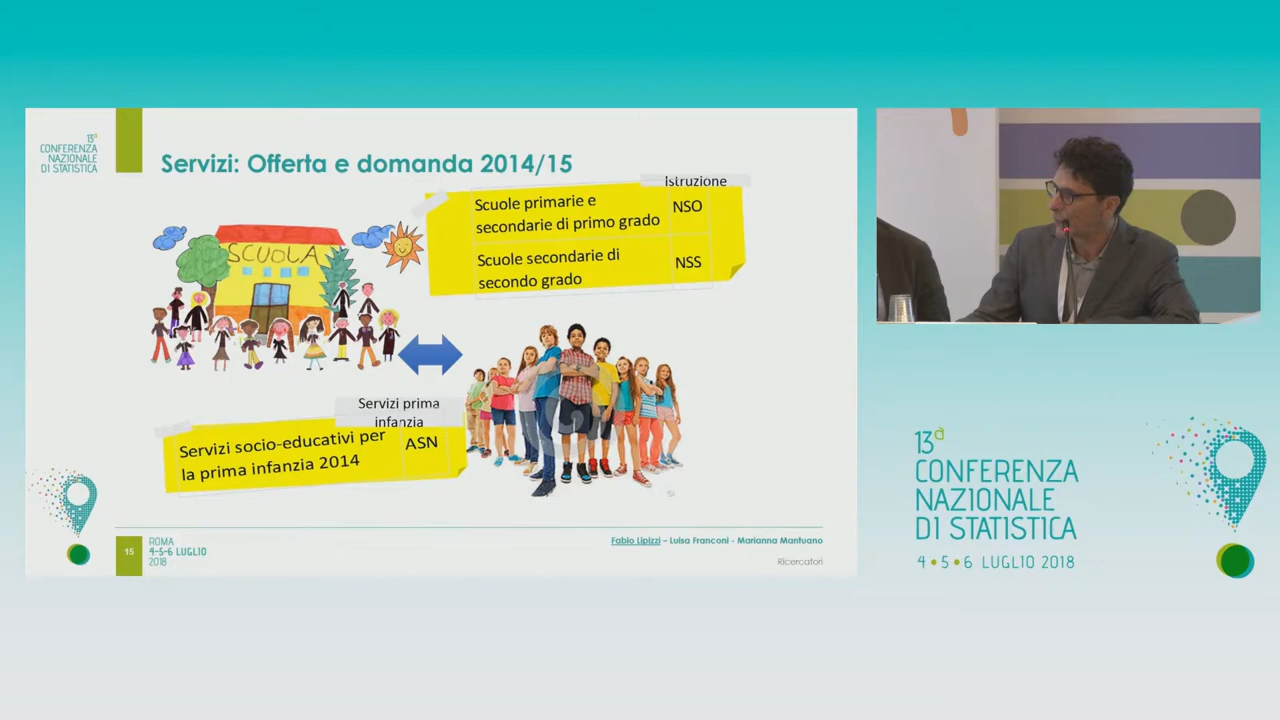 13ª
CONFERENZA
NAZIONALE
DI STATISTICA
Servizi: Offerta e domanda 2014/15
Istruzione
Scuole primarie e
secondarie di primo grado
NSO
Scuole secondarie di
secondo grado
NSS
SCUOLA
Servizi prima
infanzia
Servizi socio-educativi per
la prima infanzia 2014
ASN
15
ROMA
4-5-6 LUGLIO
2018
Fabio Lipizzi – Luisa Franconi - Marianna Mantuano
Ricercatori
13ª
CONFERENZA
NAZIONALE
DI STATISTICA
4 • 5 • 6 LUGLIO 2018